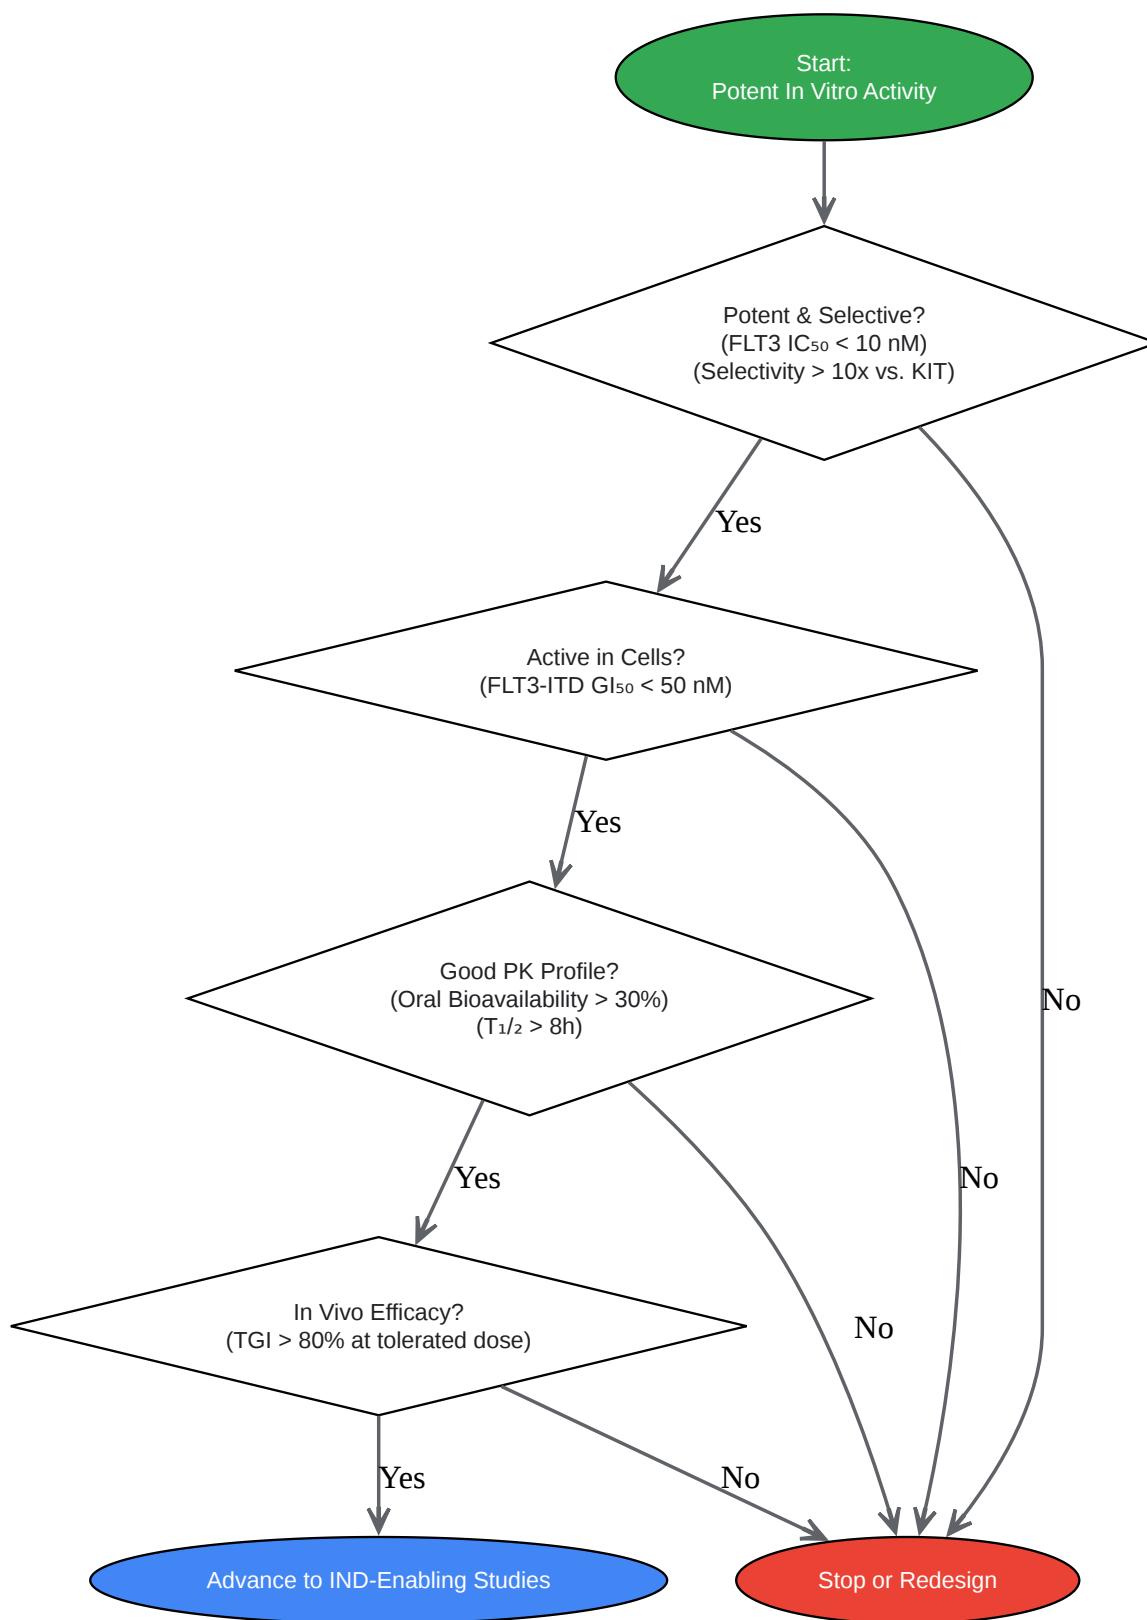 Start:
Potent In Vitro Activity
Potent & Selective?
(FLT3 IC₅₀ < 10 nM)
(Selectivity > 10x vs. KIT)
Yes
Active in Cells?
(FLT3-ITD GI₅₀ < 50 nM)
Yes
Good PK Profile?
(Oral Bioavailability > 30%)
(T₁/₂ > 8h)
No
Yes
No
In Vivo Efficacy?
(TGI > 80% at tolerated dose)
No
Yes
No
Advance to IND-Enabling Studies
Stop or Redesign